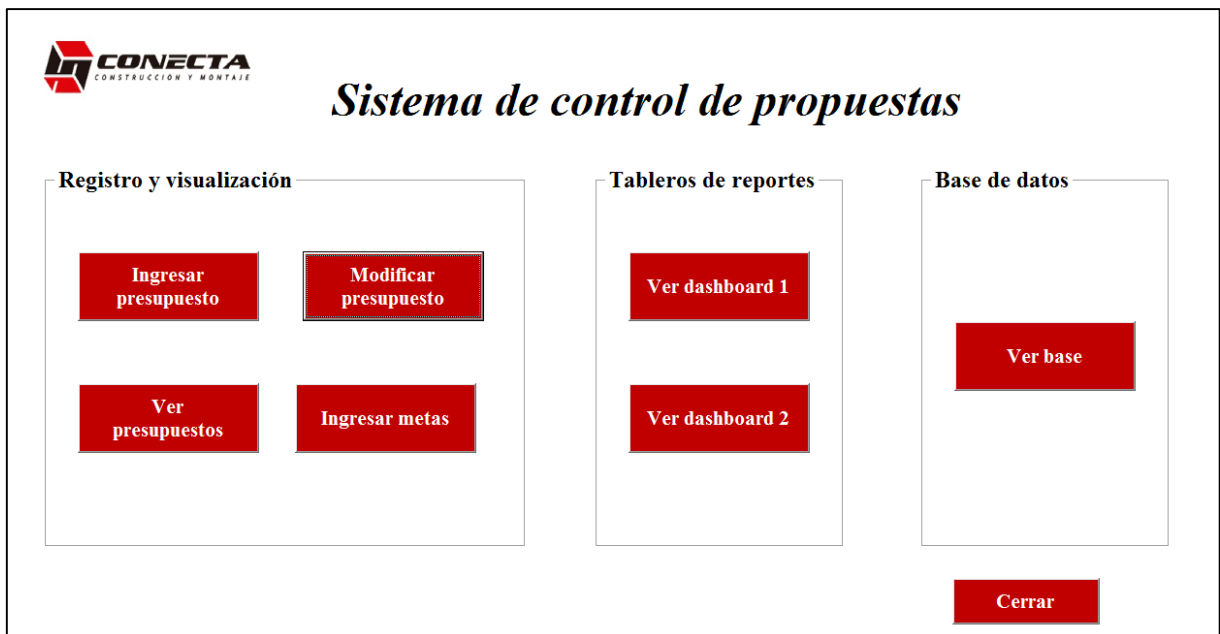 CONECTA
CONSTRUCCION Y MONTAJE
Sistema de control de propuestas
Registro y visualización
Ingresar
presupuesto
Modificar
presupuesto
Ver
presupuestos
Ingresar metas
Tableros de reportes
Ver dashboard 1
Ver dashboard 2
Base de datos
Ver base
Cerrar